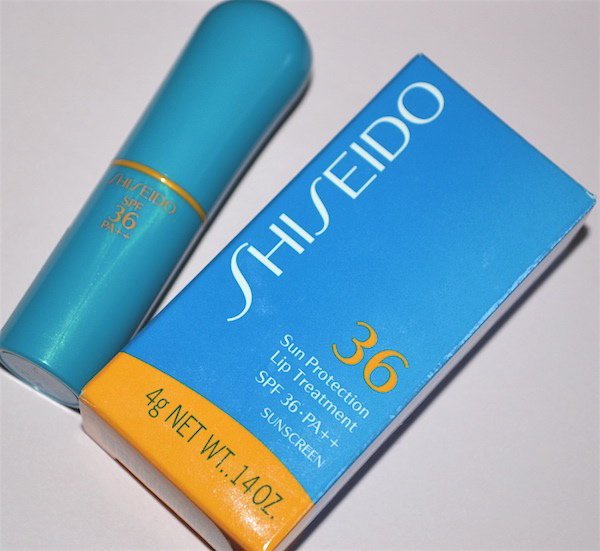 SHISEIDO
SPF
36
PA++
SHISEIDO
36
Sun Protection
Lip Treatment
SPF 36·PA++
SUNSCREEN
4g NET WT..14OZ.